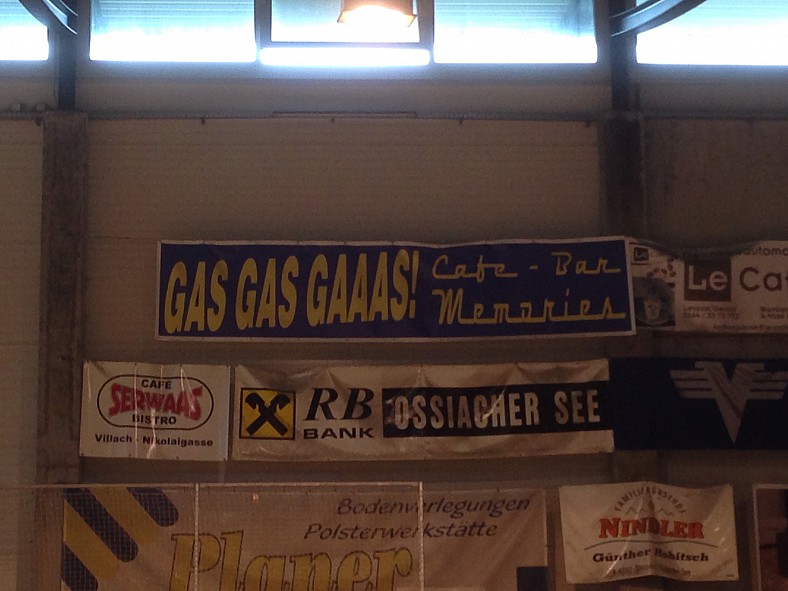 GAS GAS GAAAS!
Cafe - Bar
Memories
Le Ca
CAFE
SERWAAS
BISTRO
Villach - Nikolaigasse
RB
BANK
OSSIACHER SEE
Bodenverlegungen
Polsterwerkstätte
Planer
NINDLER
Günther